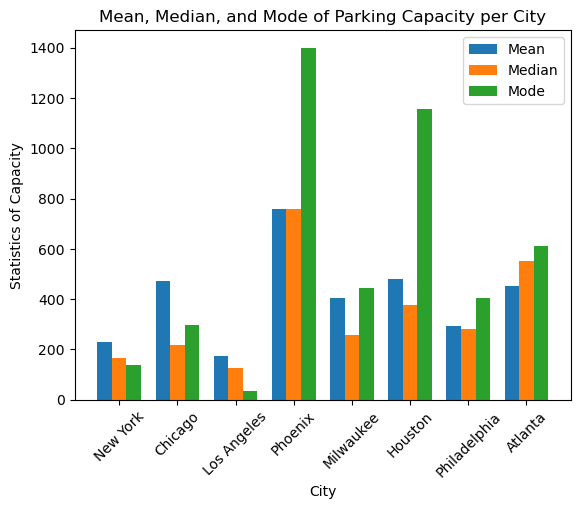 Mean, Median, and Mode of Parking Capacity per City
Mean
Median
Mode
Statistics of Capacity
1400
1200
1000
800
600
400
200
0
New York
Chicago
Los Angeles
Phoenix
Milwaukee
Houston
Philadelphia
Atlanta
City